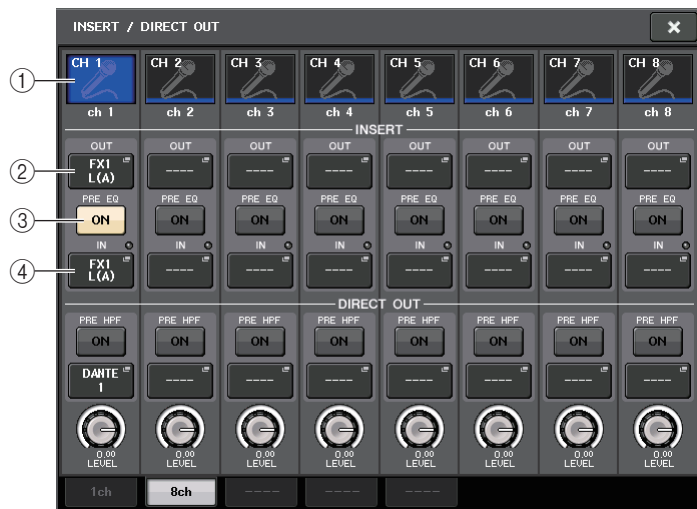 INSERT / DIRECT OUT
CH 1 CH 2 CH 3 CH 4 CH 5 CH 6 CH 7 CH 8
①
ch 1 ch 2 ch 3 ch 4 ch 5 ch 6 ch 7 ch 8
INSERT
OUT OUT OUT OUT OUT OUT OUT OUT
② FX1 L(A) ---- ---- ---- ---- ---- ---- ----
PRE EQ PRE EQ PRE EQ PRE EQ PRE EQ PRE EQ PRE EQ PRE EQ
③ ON ON ON ON ON ON ON ON
IN IN IN IN IN IN IN IN
④ FX1 L(A) ---- ---- ---- ---- ---- ---- ----
DIRECT OUT
PRE HPF PRE HPF PRE HPF PRE HPF PRE HPF PRE HPF PRE HPF PRE HPF
ON ON ON ON ON ON ON ON
DANTE 1 ---- ---- ---- ---- ---- ---- ----
0.00 0.00 0.00 0.00 0.00 0.00 0.00 0.00
LEVEL LEVEL LEVEL LEVEL LEVEL LEVEL LEVEL LEVEL
1ch 8ch ---- ---- ----